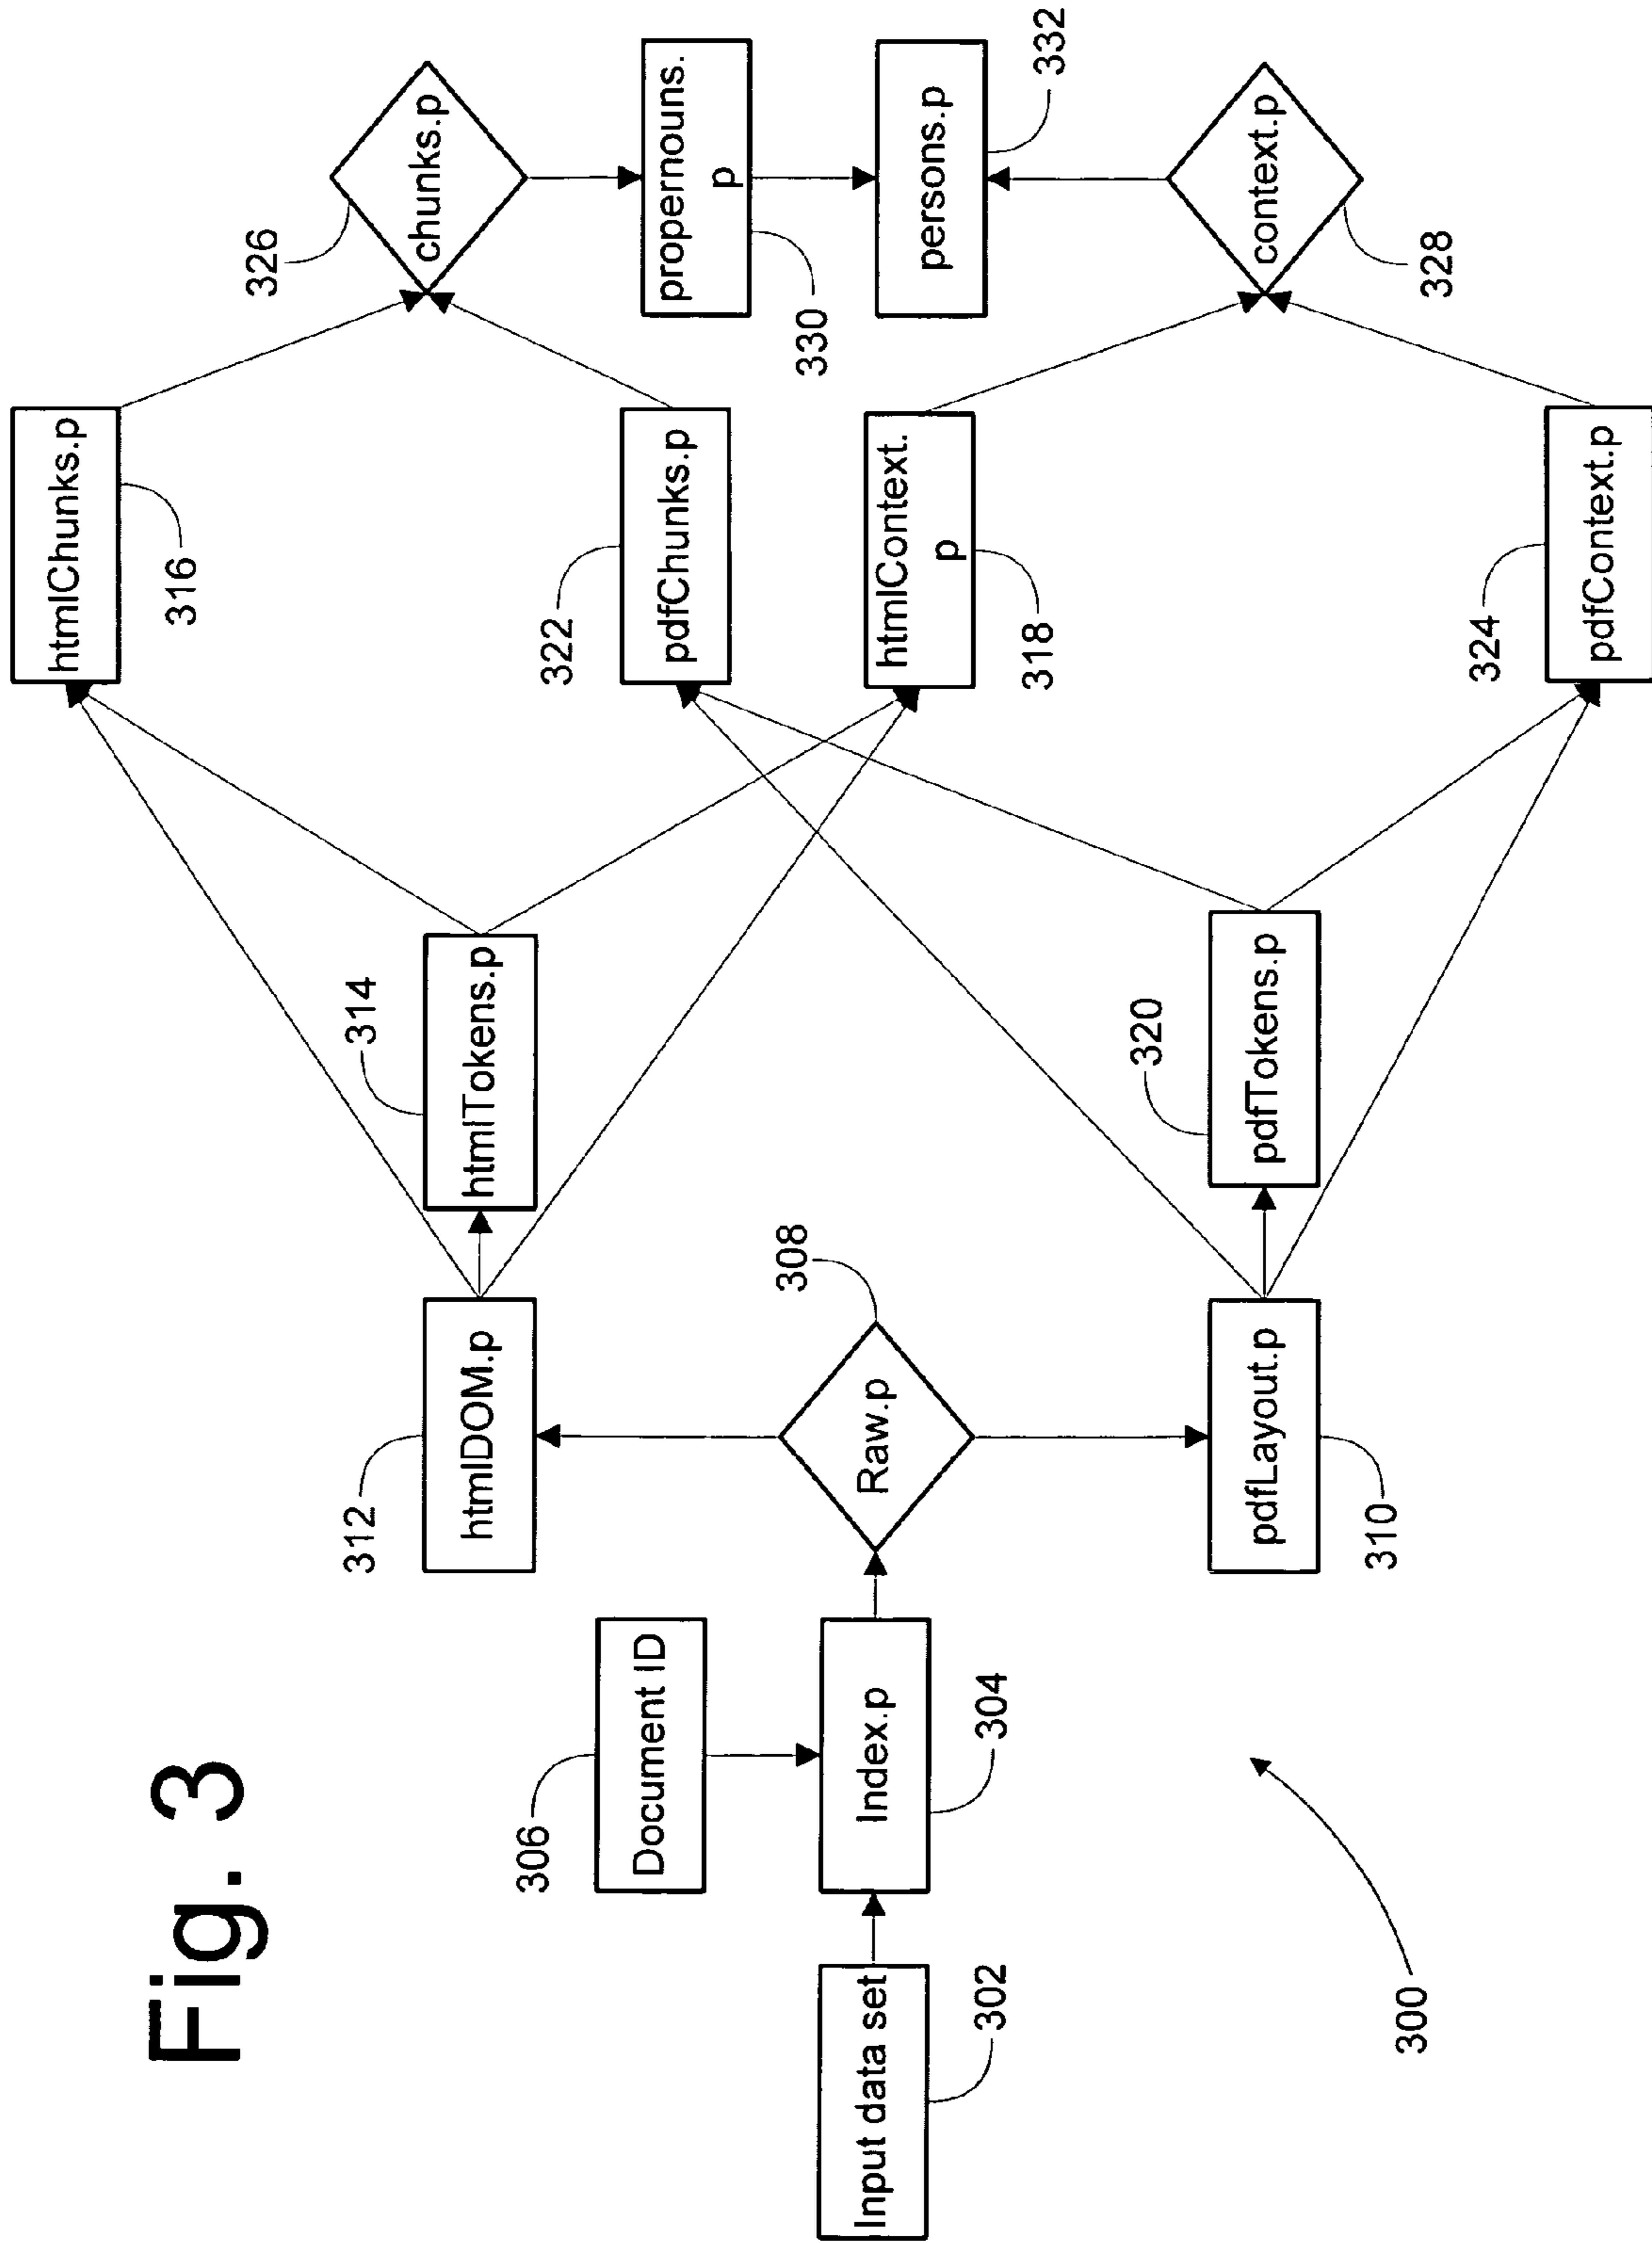 Fig. 3
Input data set
302
Document ID
306
Index.p
304
Raw.p
308
htmlDOM.p
312
pdfLayout.p
310
htmlTokens.p
314
pdfTokens.p
320
htmlChunks.p
316
pdfChunks.p
322
htmlContext.
p
318
pdfContext.p
324
chunks.p
326
propernouns.
p
330
persons.p
332
context.p
328
300